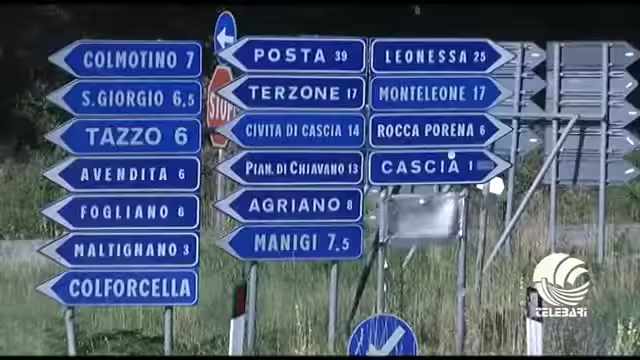 COLMOTINO 7
S.GIORGIO 6,5
TAZZO 6
AVENDITA 6
FOGLIANO 6
MALTIGNANO 3
COLFORCELLA
STOP
POSTA 39
TERZONE 17
CIVITA DI CASCIA 14
PIAN. DI CHIAVANO 13
AGRIANO 8
MANIGI 7,5
LEONESSA 25
MONTELEONE 17
ROCCA PORENA 6
CASCIA 1
TELEBARI